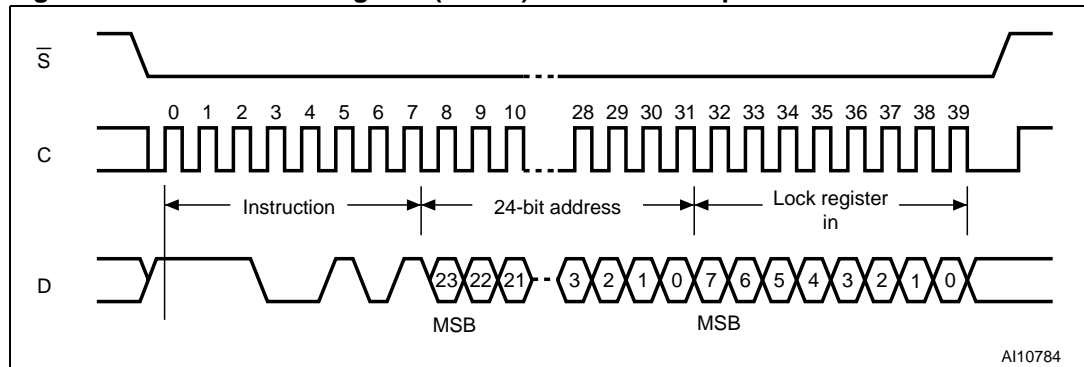 S
0 1 2 3 4 5 6 7 8 9 10 28 29 30 31 32 33 34 35 36 37 38 39
C
Instruction 24-bit address Lock register
in
D 23 22 21 3 2 1 0 7 6 5 4 3 2 1 0
MSB MSB
AI10784